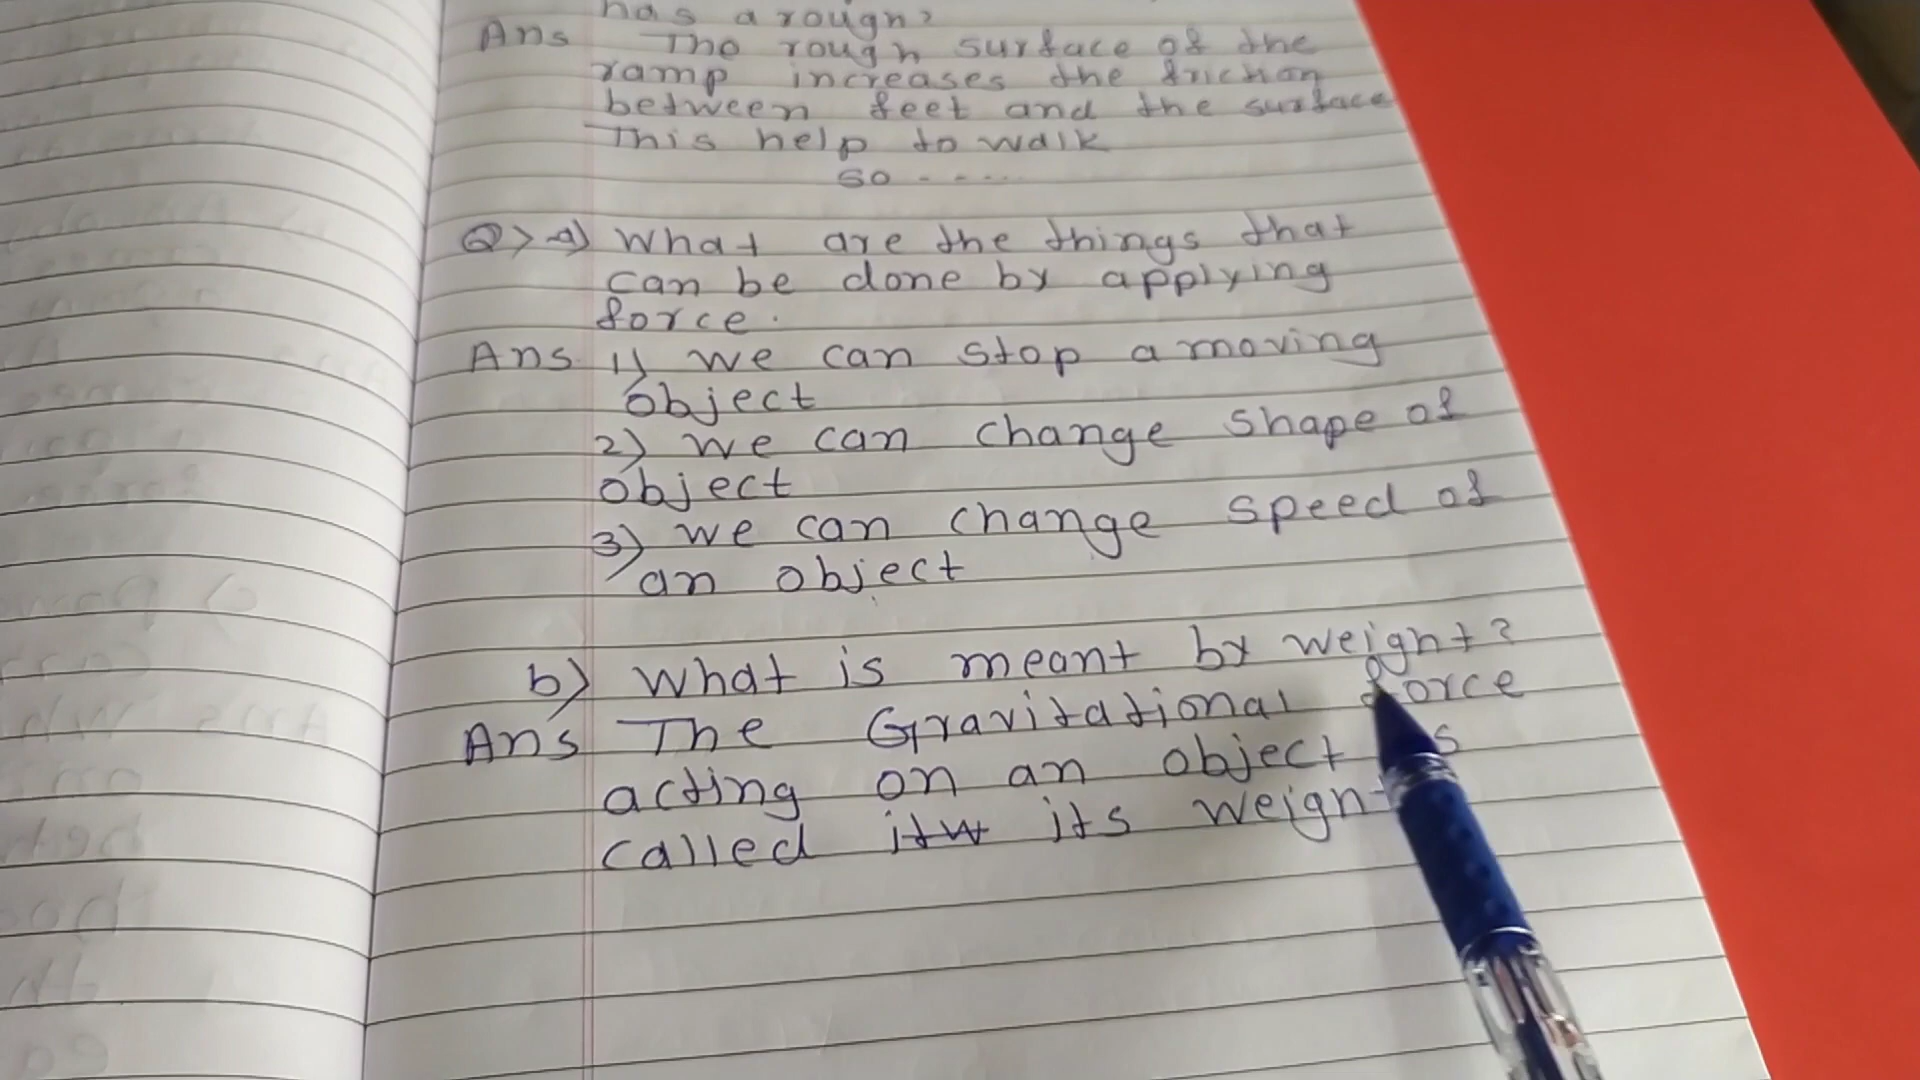 has a rough?
Ans The rough surface of the
ramp increases the friction
between feet and the surface
This help to walk
so - - - - -
Q> a) What are the things that
can be done by applying
force.
Ans 1) we can stop a moving
object
2) we can change shape of
object
3) we can change speed of
an object
b) What is meant by weight?
Ans The Gravitational force
acting on an object is
called itw its weight